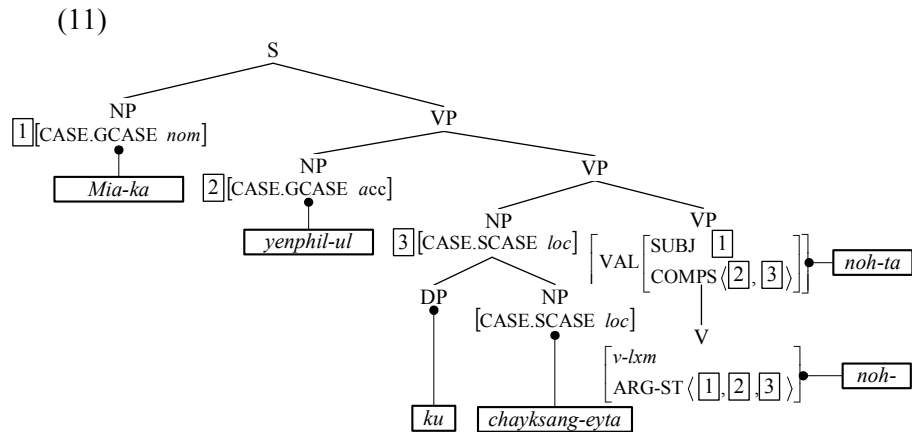 (11)
S
NP VP
1 [CASE.GCASE nom]
NP VP
Mia-ka 2 [CASE.GCASE acc]
NP VP
yenphil-ul 3 [CASE.SCASE loc] [VAL [SUBJ 1
COMPS ⟨2, 3⟩]] noh-ta
DP NP
[CASE.SCASE loc] V
[v-lxm
ARG-ST ⟨1, 2, 3⟩] noh-
ku chayksang-eyta